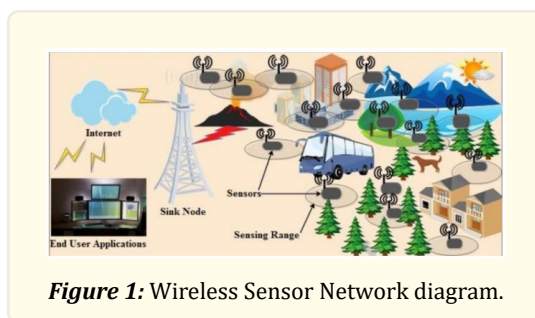 Internet
Sensors
Sink Node
Sensing Range
End User Applications
Figure 1: Wireless Sensor Network diagram.